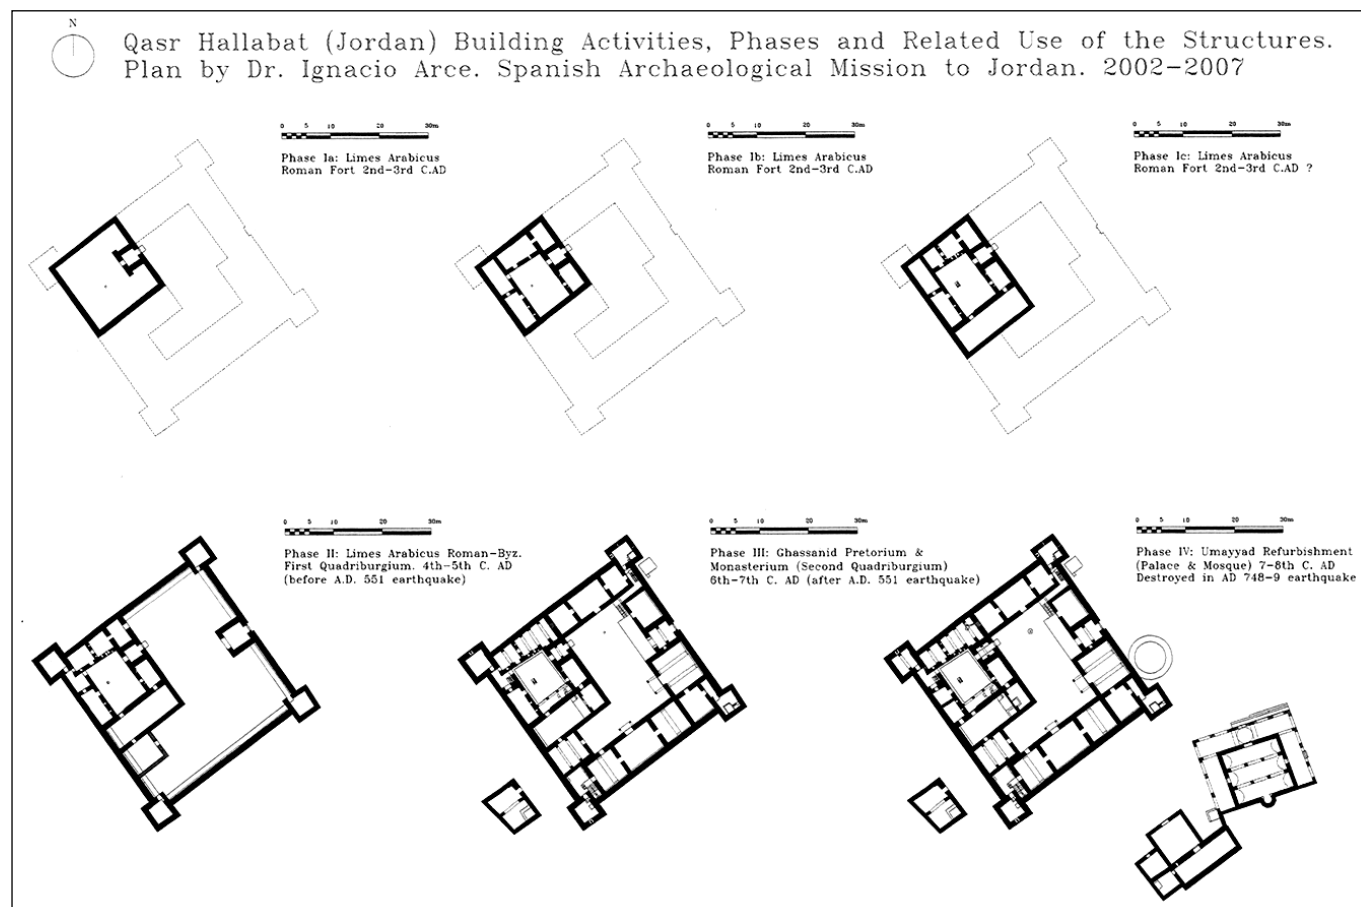 N
Qasr Hallabat (Jordan) Building Activities, Phases and Related Use of the Structures.
Plan by Dr. Ignacio Arce. Spanish Archaeological Mission to Jordan. 2002-2007
0 5 10 20 30m
Phase Ia: Limes Arabicus
Roman Fort 2nd-3rd C.AD
0 5 10 20 30m
Phase Ib: Limes Arabicus
Roman Fort 2nd-3rd C.AD
0 5 10 20 30m
Phase Ic: Limes Arabicus
Roman Fort 2nd-3rd C.AD ?
0 5 10 20 30m
Phase II: Limes Arabicus Roman-Byz.
First Quadriburgium. 4th-5th C. AD
(before A.D. 551 earthquake)
0 5 10 20 30m
Phase III: Ghassanid Pretorium &
Monasterium (Second Quadriburgium)
6th-7th C. AD (after A.D. 551 earthquake)
0 5 10 20 30m
Phase IV: Umayyad Refurbishment
(Palace & Mosque) 7-8th C. AD
Destroyed in AD 748-9 earthquake